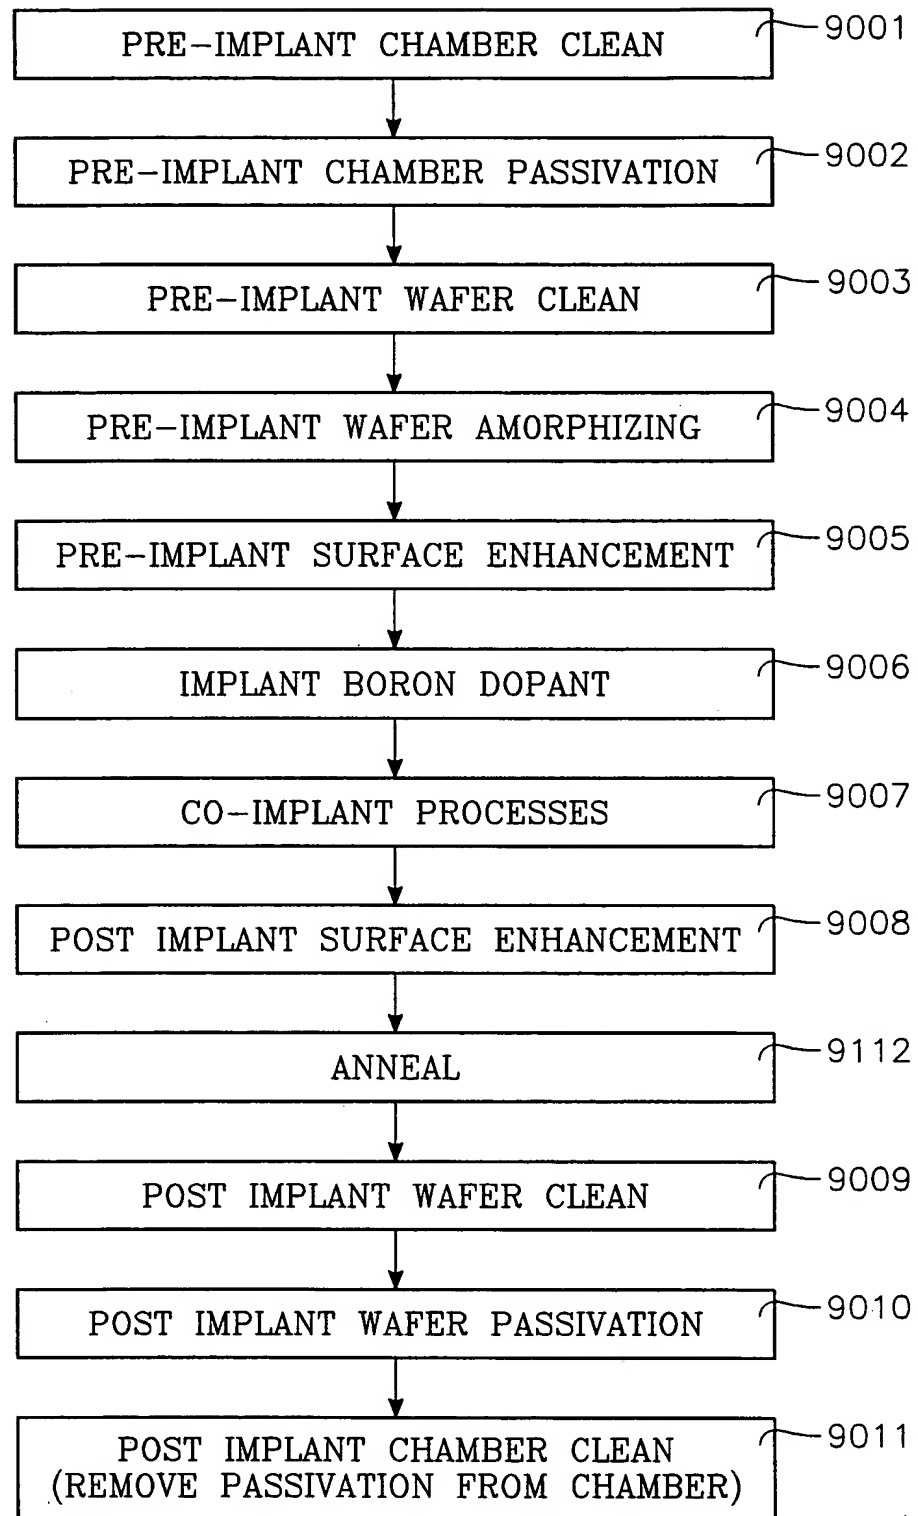 PRE-IMPLANT CHAMBER CLEAN 9001
PRE-IMPLANT CHAMBER PASSIVATION 9002
PRE-IMPLANT WAFER CLEAN 9003
PRE-IMPLANT WAFER AMORPHIZING 9004
PRE-IMPLANT SURFACE ENHANCEMENT 9005
IMPLANT BORON DOPANT 9006
CO-IMPLANT PROCESSES 9007
POST IMPLANT SURFACE ENHANCEMENT 9008
ANNEAL 9112
POST IMPLANT WAFER CLEAN 9009
POST IMPLANT WAFER PASSIVATION 9010
POST IMPLANT CHAMBER CLEAN 9011
(REMOVE PASSIVATION FROM CHAMBER)